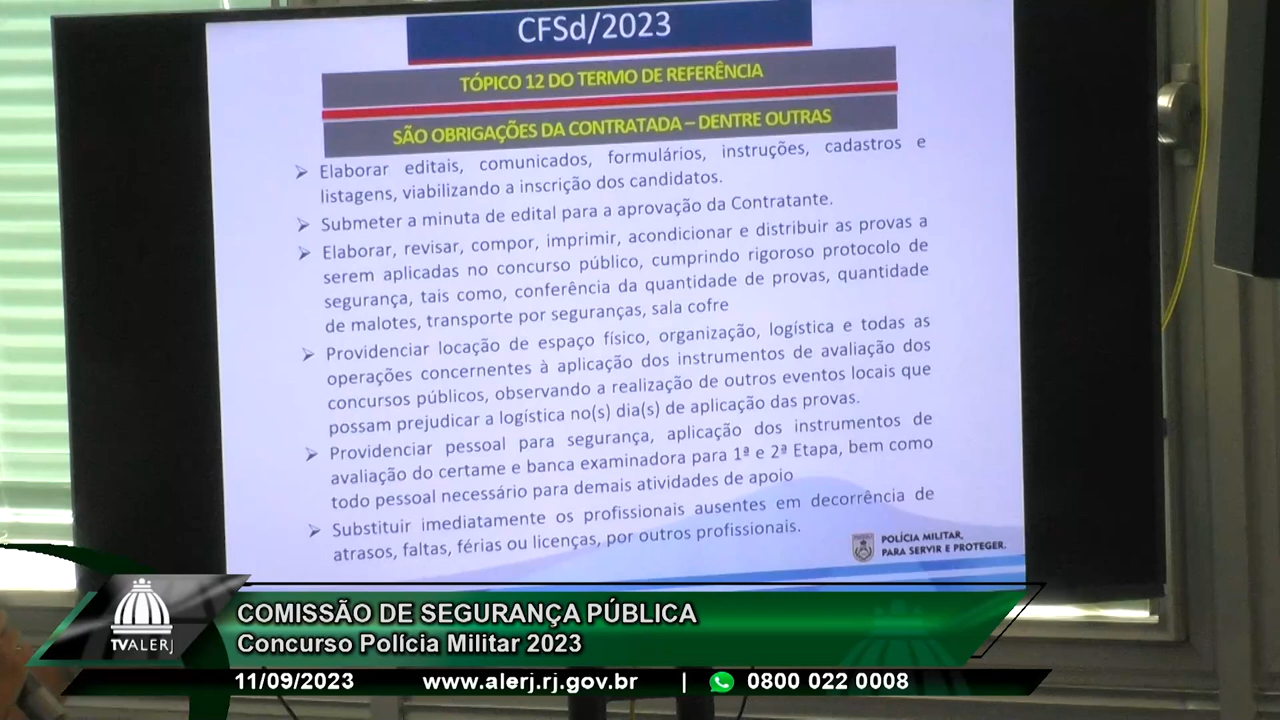 CFSd/2023
TÓPICO 12 DO TERMO DE REFERÊNCIA
SÃO OBRIGAÇÕES DA CONTRATADA – DENTRE OUTRAS
➢ Elaborar editais, comunicados, formulários, instruções, cadastros e
listagens, viabilizando a inscrição dos candidatos.
➢ Submeter a minuta de edital para a aprovação da Contratante.
➢ Elaborar, revisar, compor, imprimir, acondicionar e distribuir as provas a
serem aplicadas no concurso público, cumprindo rigoroso protocolo de
segurança, tais como, conferência da quantidade de provas, quantidade
de malotes, transporte por seguranças, sala cofre
➢ Providenciar locação de espaço físico, organização, logística e todas as
operações concernentes à aplicação dos instrumentos de avaliação dos
concursos públicos, observando a realização de outros eventos locais que
possam prejudicar a logística no(s) dia(s) de aplicação das provas.
➢ Providenciar pessoal para segurança, aplicação dos instrumentos de
avaliação do certame e banca examinadora para 1ª e 2ª Etapa, bem como
todo pessoal necessário para demais atividades de apoio
➢ Substituir imediatamente os profissionais ausentes em decorrência de
atrasos, faltas, férias ou licenças, por outros profissionais.
POLÍCIA MILITAR,
PARA SERVIR E PROTEGER.
TVALERJ
COMISSÃO DE SEGURANÇA PÚBLICA
Concurso Polícia Militar 2023
11/09/2023 www.alerj.rj.gov.br | 0800 022 0008